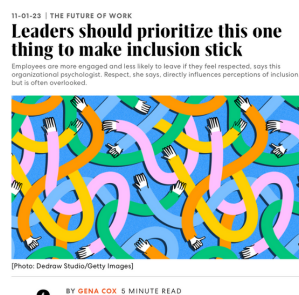 11-01-23 | THE FUTURE OF WORK
Leaders should prioritize this one
thing to make inclusion stick
Employees are more engaged and less likely to leave if they feel respected, says this
organizational psychologist. Respect, she says, directly influences perceptions of inclusion
but is often overlooked.
[Photo: Dedraw Studio/Getty Images]
BY GENA COX 5 MINUTE READ